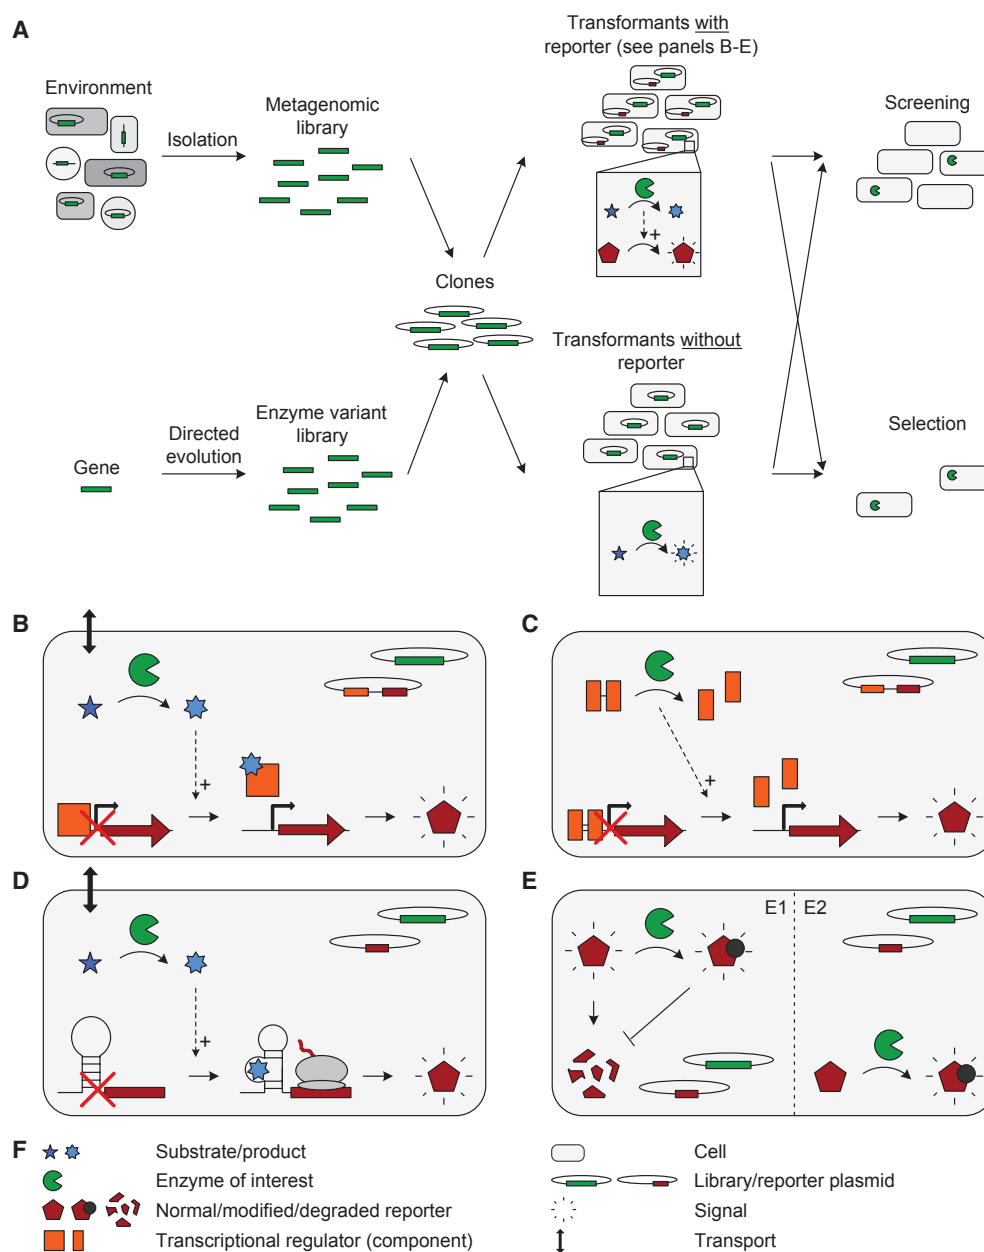 A
Environment
Isolation
Metagenomic
library
Transformants with
reporter (see panels B-E)
Screening
+
Clones
Gene
Directed
evolution
Enzyme variant
library
Transformants without
reporter
Selection
B
+
C
+
D
+
E
E1
E2
F
Substrate/product
Enzyme of interest
Normal/modified/degraded reporter
Transcriptional regulator (component)
Cell
Library/reporter plasmid
Signal
Transport